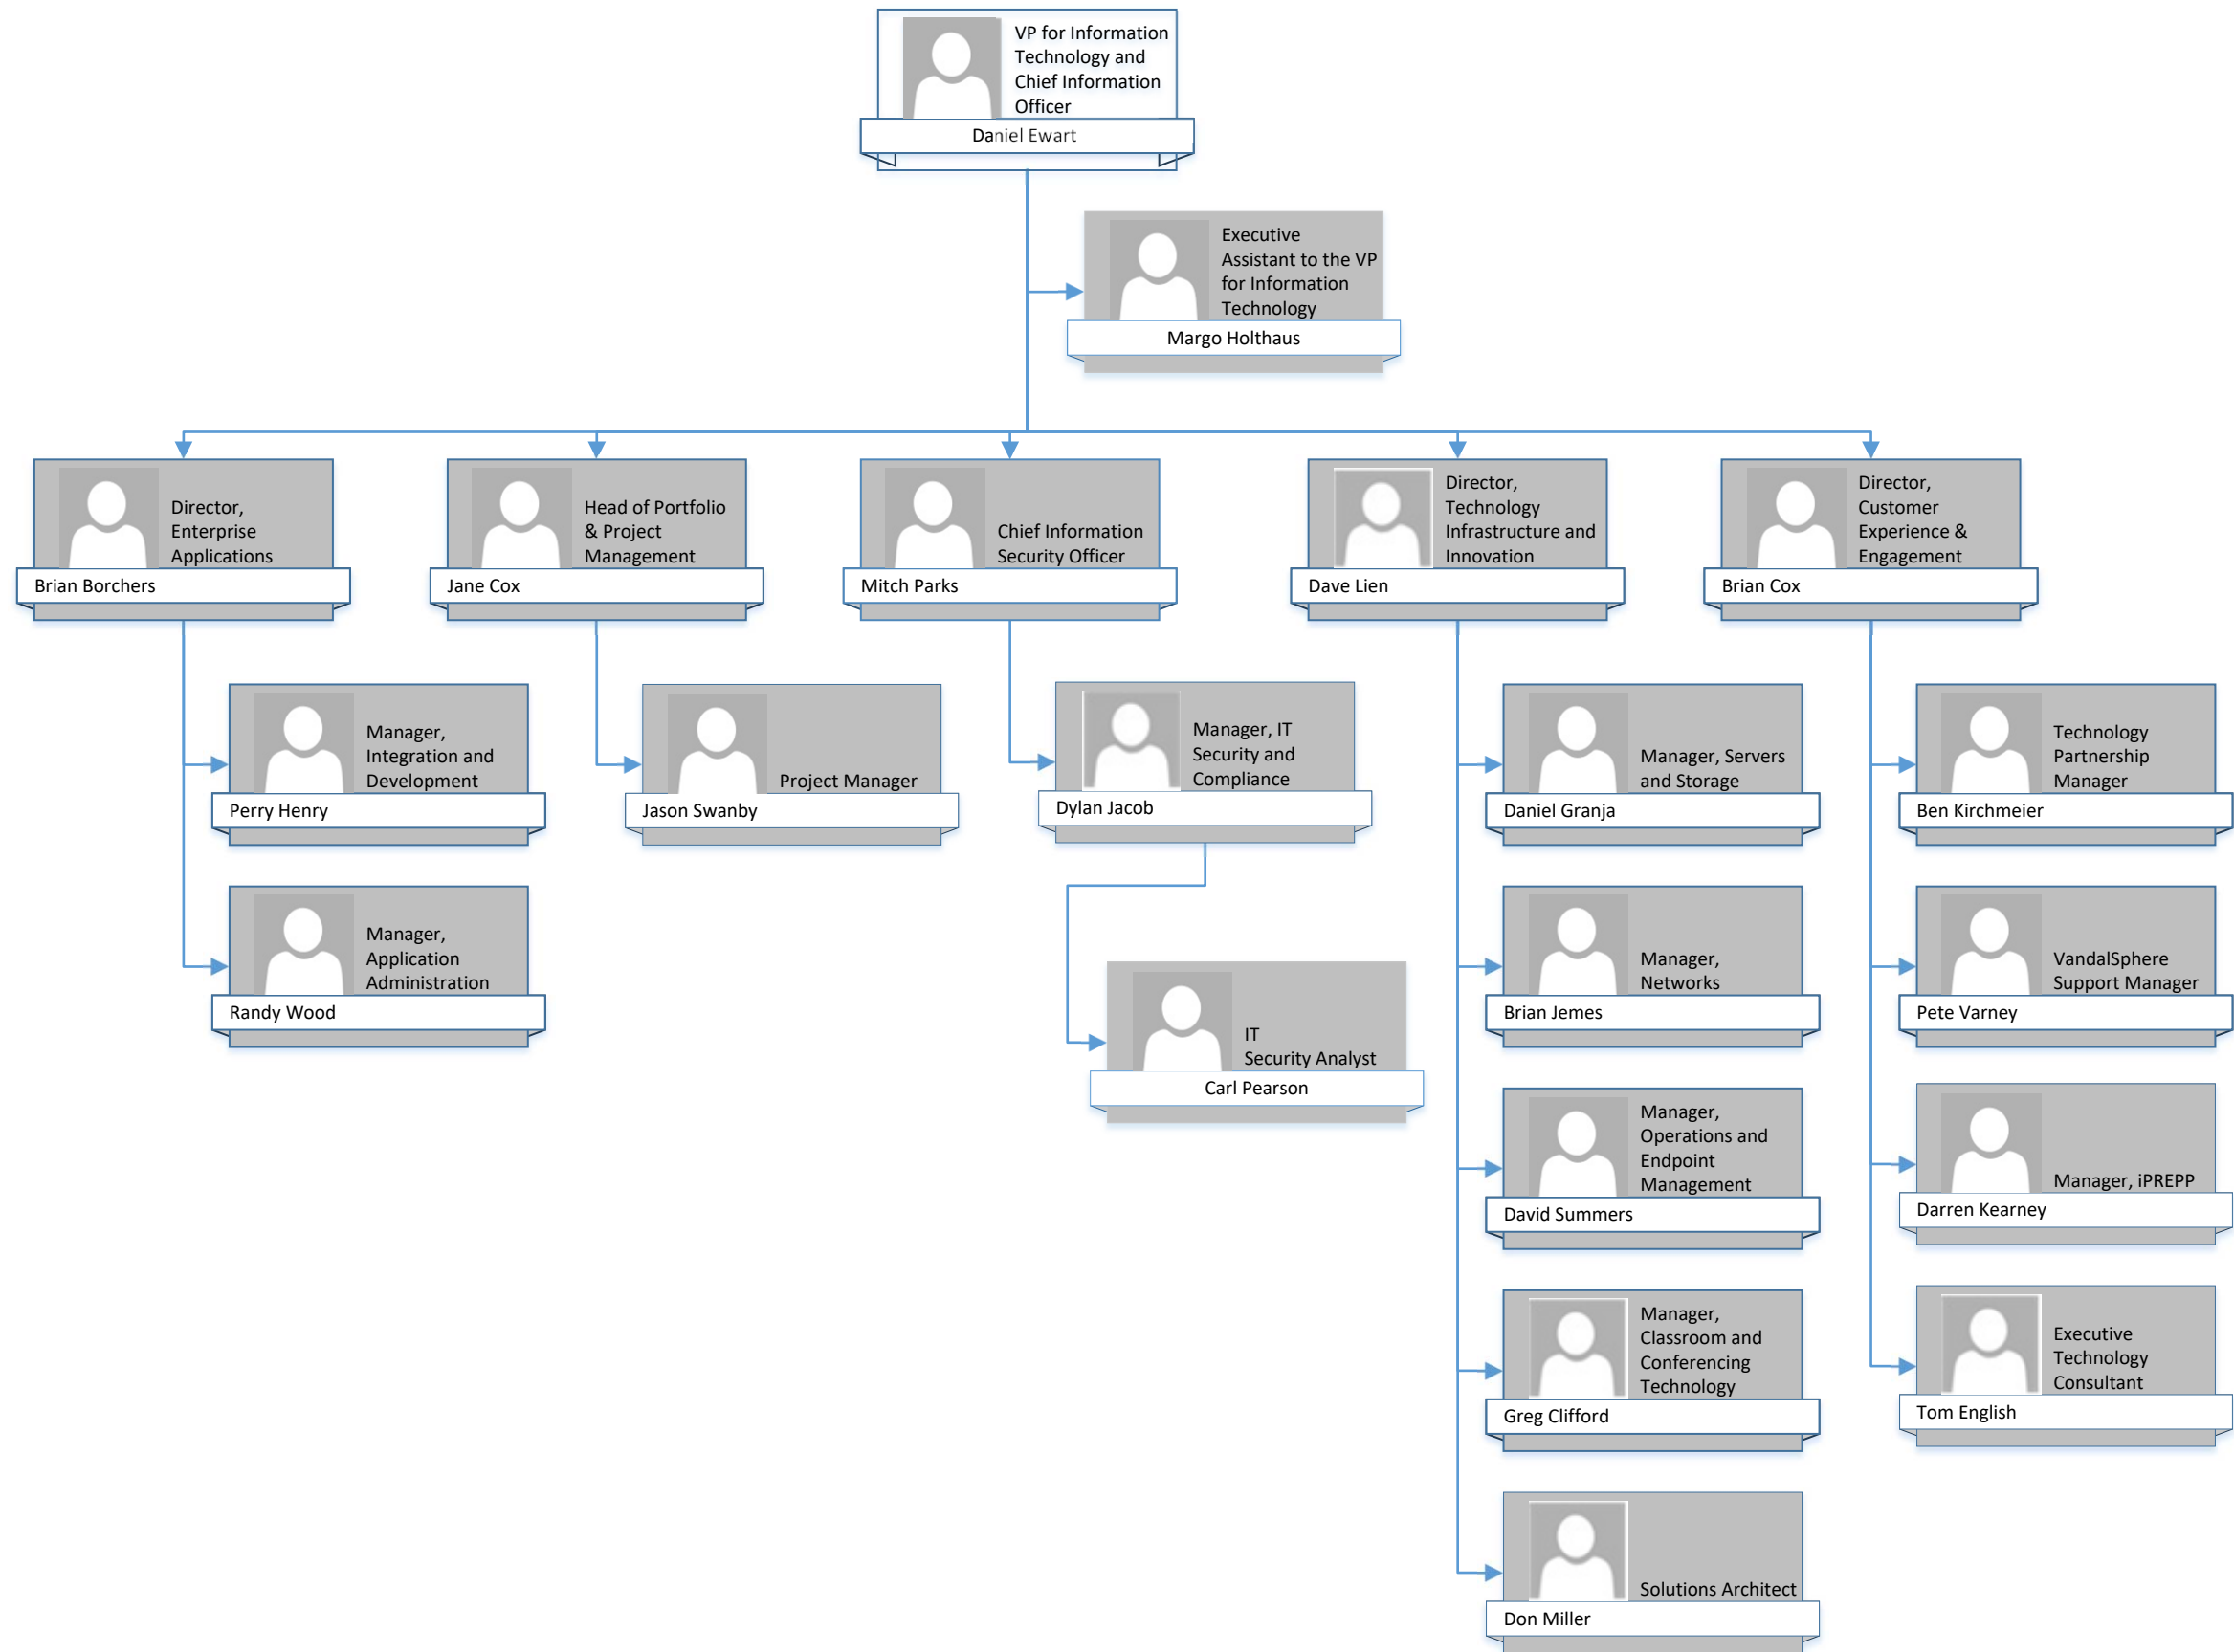 VP for Information
Technology and
Chief Information
Officer
Daniel Ewart
Executive
Assistant to the VP
for Information
Technology
Margo Holthaus
Director,
Enterprise
Applications
Brian Borchers
Head of Portfolio
& Project
Management
Jane Cox
Chief Information
Security Officer
Mitch Parks
Director,
Technology
Infrastructure and
Innovation
Dave Lien
Director,
Customer
Experience &
Engagement
Brian Cox
Manager,
Integration and
Development
Perry Henry
Project Manager
Jason Swanby
Manager, IT
Security and
Compliance
Dylan Jacob
Manager, Servers
and Storage
Daniel Granja
Technology
Partnership
Manager
Ben Kirchmeier
Manager,
Application
Administration
Randy Wood
IT
Security Analyst
Carl Pearson
Manager,
Networks
Brian Jemes
VandalSphere
Support Manager
Pete Varney
Manager,
Operations and
Endpoint
Management
David Summers
Manager, iPREPP
Darren Kearney
Manager,
Classroom and
Conferencing
Technology
Greg Clifford
Executive
Technology
Consultant
Tom English
Solutions Architect
Don Miller